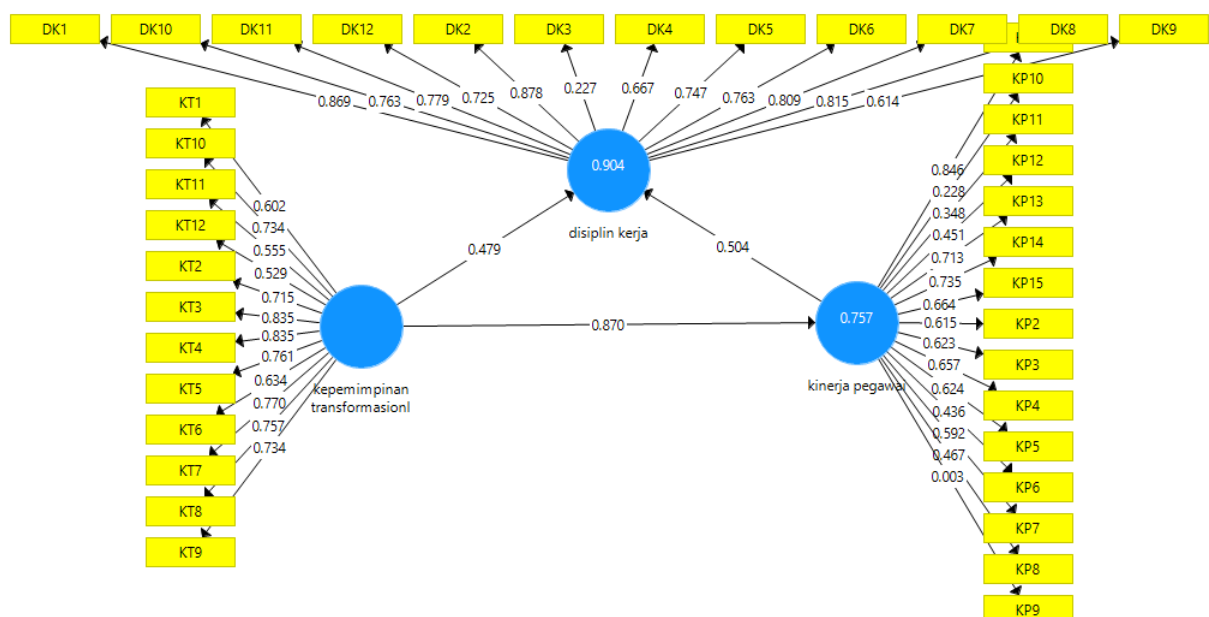 DK1
DK10
DK11
DK12
DK2
DK3
DK4
DK5
DK6
DK7
DK8
DK9
0.869
0.763
0.779
0.725
0.878
0.227
0.667
0.747
0.763
0.809
0.815
0.614
0.904
disiplin kerja
KT1
KT10
KT11
KT12
KT2
KT3
KT4
KT5
KT6
KT7
KT8
KT9
0.602
0.734
0.555
0.529
0.715
0.835
0.835
0.761
0.634
0.770
0.757
0.734
kepemimpinan
transformasionl
0.479
0.504
0.870
0.757
kinerja pegawai
0.846
0.228
0.348
0.451
0.713
0.735
0.664
0.615
0.623
0.657
0.624
0.436
0.592
0.467
0.003
KP10
KP11
KP12
KP13
KP14
KP15
KP2
KP3
KP4
KP5
KP6
KP7
KP8
KP9